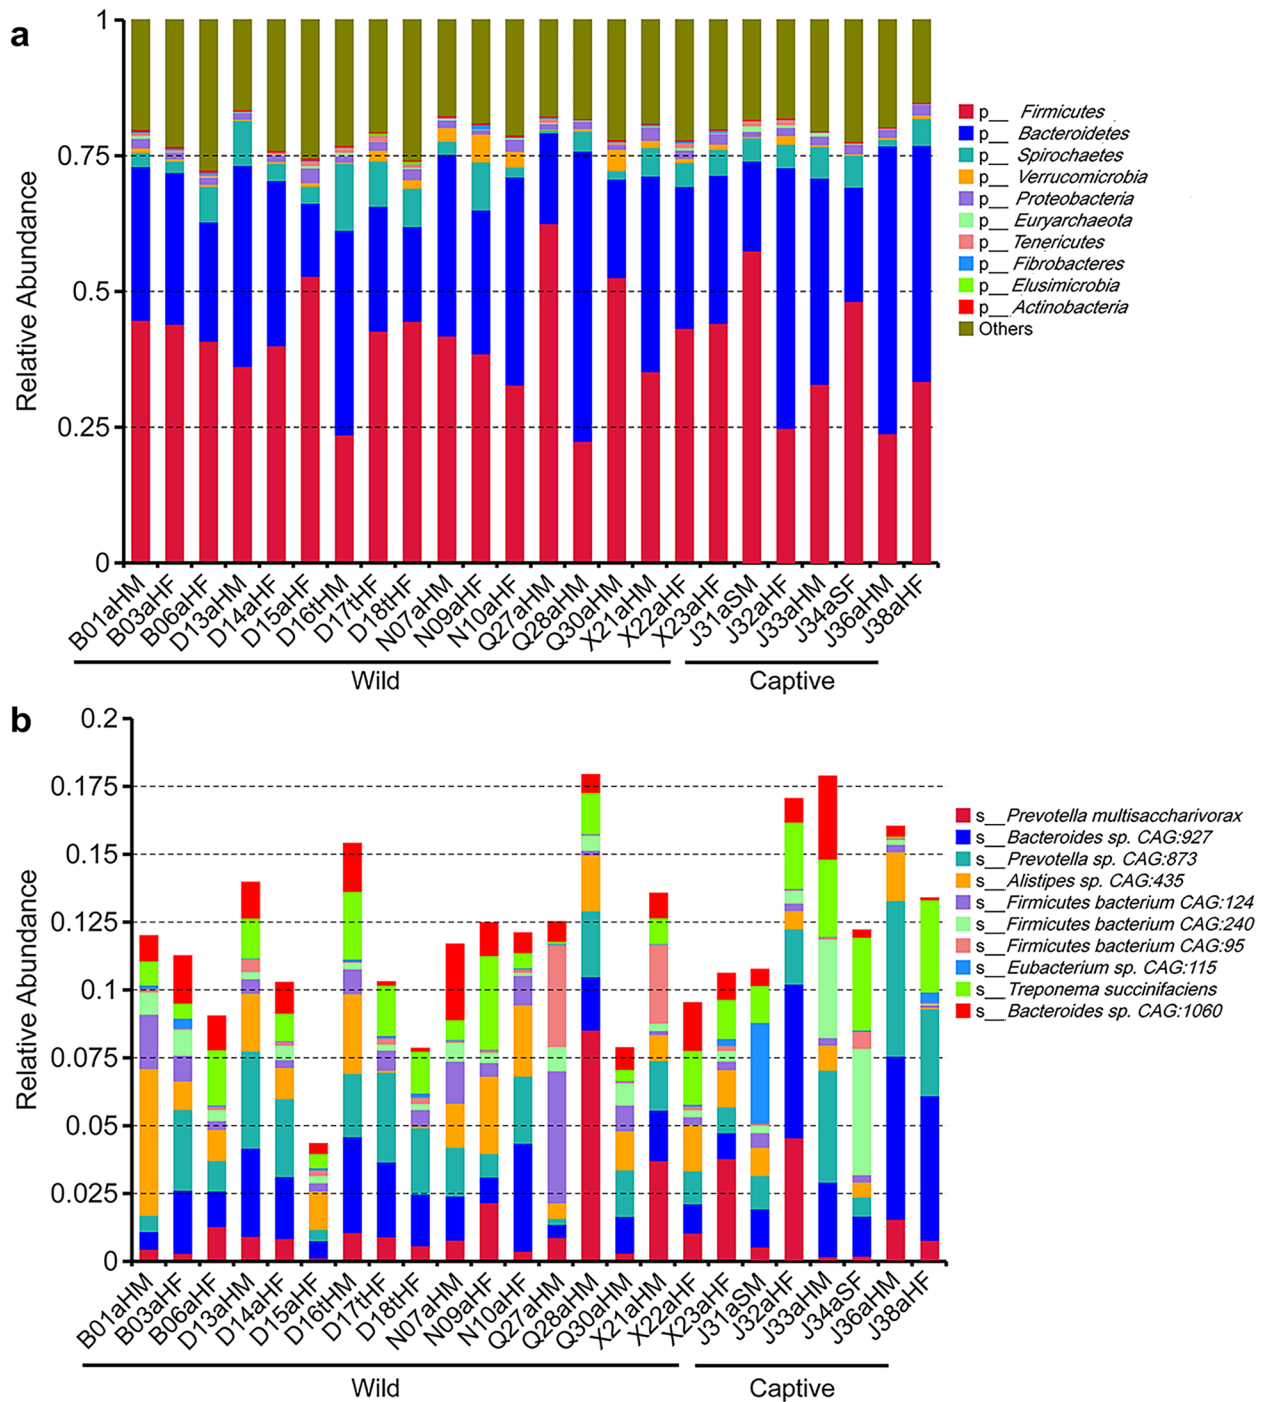 a
1
0.75
0.5
0.25
0
Relative Abundance
p__ Firmicutes
p__ Bacteroidetes
p__ Spirochaetes
p__ Verrucomicrobia
p__ Proteobacteria
p__ Euryarchaeota
p__ Tenericutes
p__ Fibrobacteres
p__ Elusimicrobia
p__ Actinobacteria
Others
B01aHM B03aHF B06aHF D13aHM D14aHF D15aHF D16tHM D17tHF D18tHF N07aHM N09aHF N10aHF Q27aHM Q28aHM Q30aHM X21aHM X22aHF X23aHF J31aSM J32aHF J33aHM J34aSF J36aHM J38aHF
Wild Captive
b
0.2
0.175
0.15
0.125
0.1
0.075
0.05
0.025
0
Relative Abundance
s__Prevotella multisaccharivorax
s__Bacteroides sp. CAG:927
s__Prevotella sp. CAG:873
s__Alistipes sp. CAG:435
s__Firmicutes bacterium CAG:124
s__Firmicutes bacterium CAG:240
s__Firmicutes bacterium CAG:95
s__Eubacterium sp. CAG:115
s__Treponema succinifaciens
s__Bacteroides sp. CAG:1060
B01aHM B03aHF B06aHF D13aHM D14aHF D15aHF D16tHM D17tHF D18tHF N07aHM N09aHF N10aHF Q27aHM Q28aHM Q30aHM X21aHM X22aHF X23aHF J31aSM J32aHF J33aHM J34aSF J36aHM J38aHF
Wild Captive